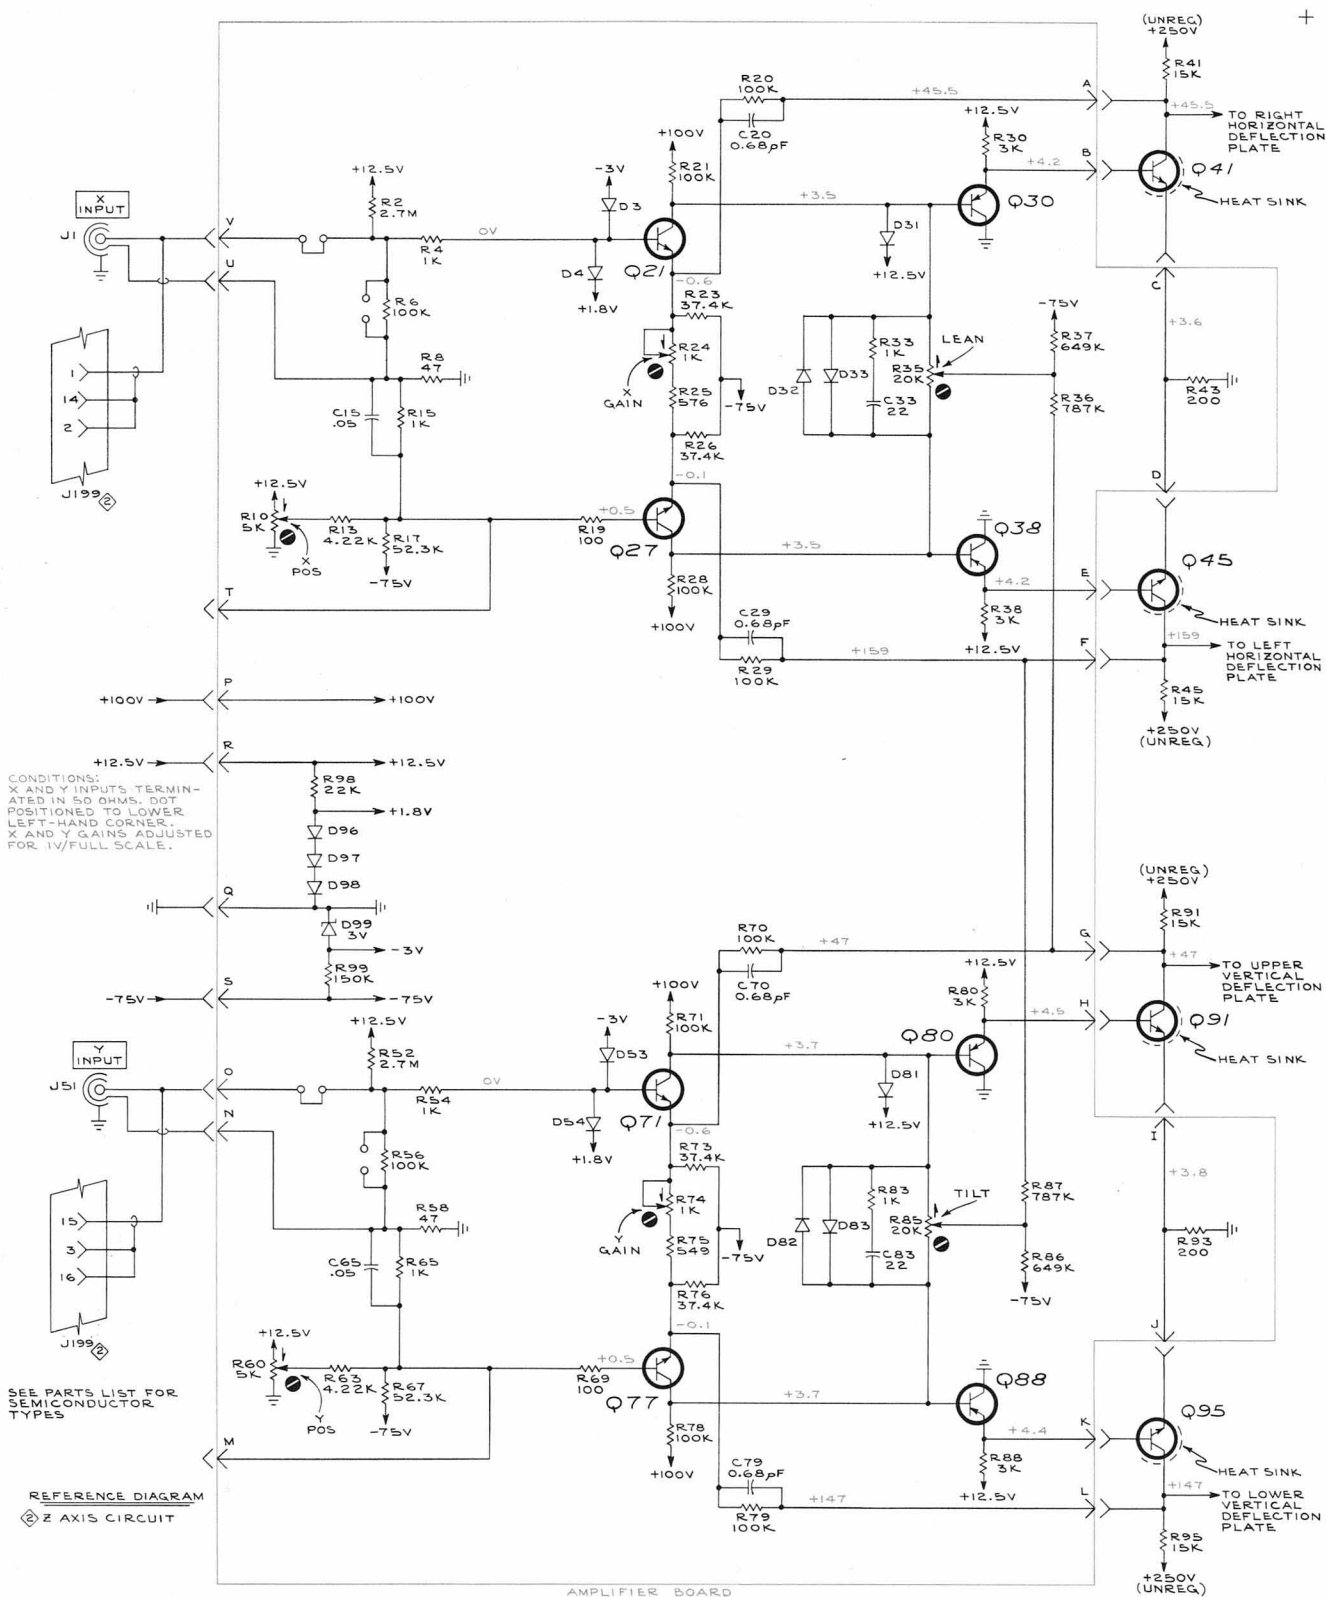 (UNREG)
+250V
R41
15K
R20
100K
+45.5
A
C20
0.68pF
+45.5
TO RIGHT
HORIZONTAL
DEFLECTION
PLATE
+100V
+12.5V
R30
3K
B
+4.2
R21
100K
Q41
HEAT SINK
X
INPUT
J1
V
U
+12.5V
R2
2.7M
-3V
D3
R4
1K
0V
D4
+1.8V
Q21
-0.6
+3.5
D31
+12.5V
Q30
C
+3.6
R6
100K
R8
47
R23
37.4K
R24
1K
X
GAIN
R25
576
-75V
R26
37.4K
-0.1
D32
D33
R33
1K
C33
22
LEAN
R35
20K
-75V
R37
649K
R36
787K
R43
200
1
14
2
J199
2
C15
.05
R15
1K
D
+12.5V
R10
5K
X
POS
R13
4.22K
R17
52.3K
-75V
R19
100
+0.5
Q27
+3.5
Q38
Q45
T
R28
100K
+100V
+4.2
E
R38
3K
+12.5V
HEAT SINK
C29
0.68pF
R29
100K
+159
F
+159
TO LEFT
HORIZONTAL
DEFLECTION
PLATE
R45
15K
+250V
(UNREG)
+100V
P
+100V
+12.5V
R
+12.5V
CONDITIONS:
X AND Y INPUTS TERMIN-
ATED IN 50 OHMS. DOT
POSITIONED TO LOWER
LEFT-HAND CORNER.
X AND Y GAINS ADJUSTED
FOR 1V/FULL SCALE.
R98
22K
+1.8V
D96
D97
D98
Q
D99
3V
-3V
R99
150K
-75V
S
-75V
(UNREG)
+250V
R91
15K
R70
100K
+47
G
+47
C70
0.68pF
TO UPPER
VERTICAL
DEFLECTION
PLATE
+100V
+12.5V
R80
3K
+4.5
H
R71
100K
Q91
HEAT SINK
Y
INPUT
J51
O
N
+12.5V
R52
2.7M
-3V
D53
R54
1K
0V
D54
+1.8V
Q71
-0.6
+3.7
D81
+12.5V
Q80
I
+3.8
R56
100K
R58
47
R73
37.4K
R74
1K
Y
GAIN
R75
549
-75V
R76
37.4K
-0.1
D82
D83
R83
1K
C83
22
TILT
R85
20K
R87
787K
R86
649K
-75V
R93
200
15
3
16
J199
2
C65
.05
R65
1K
J
+12.5V
R60
5K
Y
POS
R63
4.22K
R67
52.3K
-75V
R69
100
+0.5
Q77
+3.7
Q88
Q95
SEE PARTS LIST FOR
SEMICONDUCTOR
TYPES
M
R78
100K
+100V
+4.4
K
R88
3K
+12.5V
HEAT SINK
C79
0.68pF
R79
100K
+147
L
+147
TO LOWER
VERTICAL
DEFLECTION
PLATE
R95
15K
+250V
(UNREG)
REFERENCE DIAGRAM
2 Z AXIS CIRCUIT
AMPLIFIER BOARD